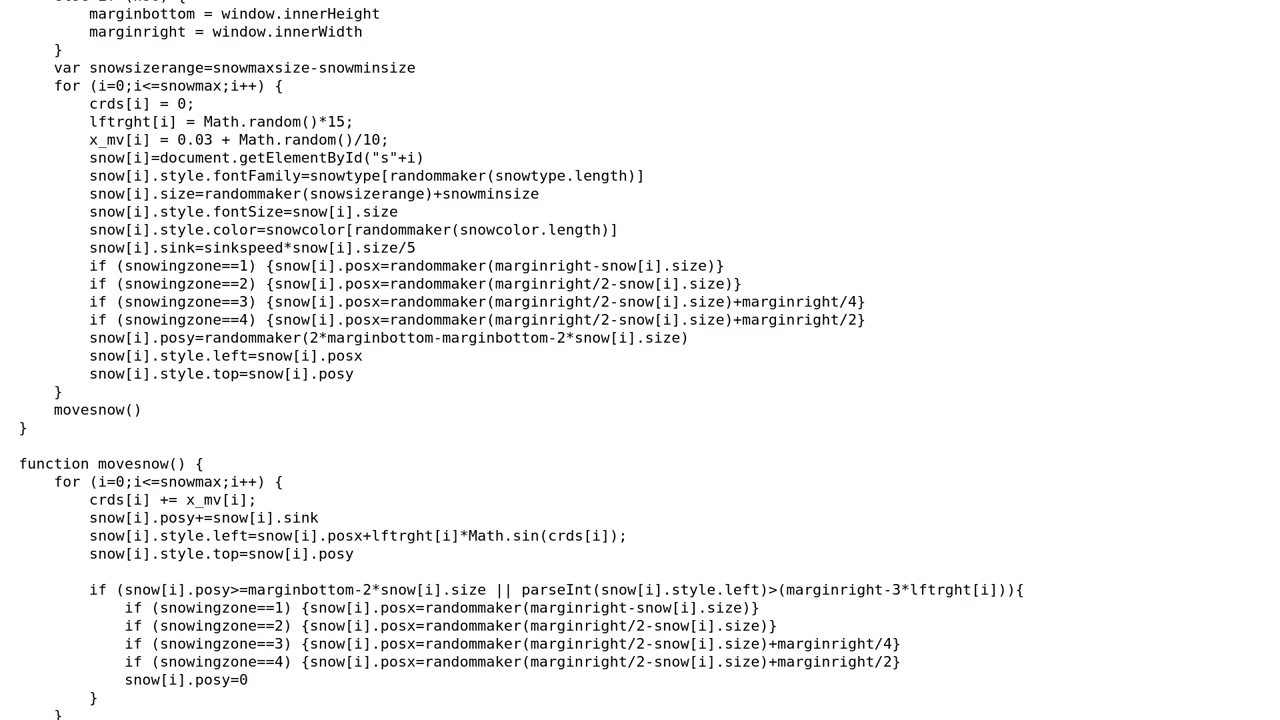 marginbottom = window.innerHeight
marginright = window.innerWidth
}
var snowsizerange=snowmaxsize-snowminsize
for (i=0;i<=snowmax;i++) {
crds[i] = 0;
lftrght[i] = Math.random()*15;
x_mv[i] = 0.03 + Math.random()/10;
snow[i]=document.getElementById("s"+i)
snow[i].style.fontFamily=snowtype[randommaker(snowtype.length)]
snow[i].size=randommaker(snowsizerange)+snowminsize
snow[i].style.fontSize=snow[i].size
snow[i].style.color=snowcolor[randommaker(snowcolor.length)]
snow[i].sink=sinkspeed*snow[i].size/5
if (snowingzone==1) {snow[i].posx=randommaker(marginright-snow[i].size)}
if (snowingzone==2) {snow[i].posx=randommaker(marginright/2-snow[i].size)}
if (snowingzone==3) {snow[i].posx=randommaker(marginright/2-snow[i].size)+marginright/4}
if (snowingzone==4) {snow[i].posx=randommaker(marginright/2-snow[i].size)+marginright/2}
snow[i].posy=randommaker(2*marginbottom-marginbottom-2*snow[i].size)
snow[i].style.left=snow[i].posx
snow[i].style.top=snow[i].posy
}
movesnow()
}
function movesnow() {
for (i=0;i<=snowmax;i++) {
crds[i] += x_mv[i];
snow[i].posy+=snow[i].sink
snow[i].style.left=snow[i].posx+lftrght[i]*Math.sin(crds[i]);
snow[i].style.top=snow[i].posy
if (snow[i].posy>=marginbottom-2*snow[i].size || parseInt(snow[i].style.left)>(marginright-3*lftrght[i])){
if (snowingzone==1) {snow[i].posx=randommaker(marginright-snow[i].size)}
if (snowingzone==2) {snow[i].posx=randommaker(marginright/2-snow[i].size)}
if (snowingzone==3) {snow[i].posx=randommaker(marginright/2-snow[i].size)+marginright/4}
if (snowingzone==4) {snow[i].posx=randommaker(marginright/2-snow[i].size)+marginright/2}
snow[i].posy=0
}
}